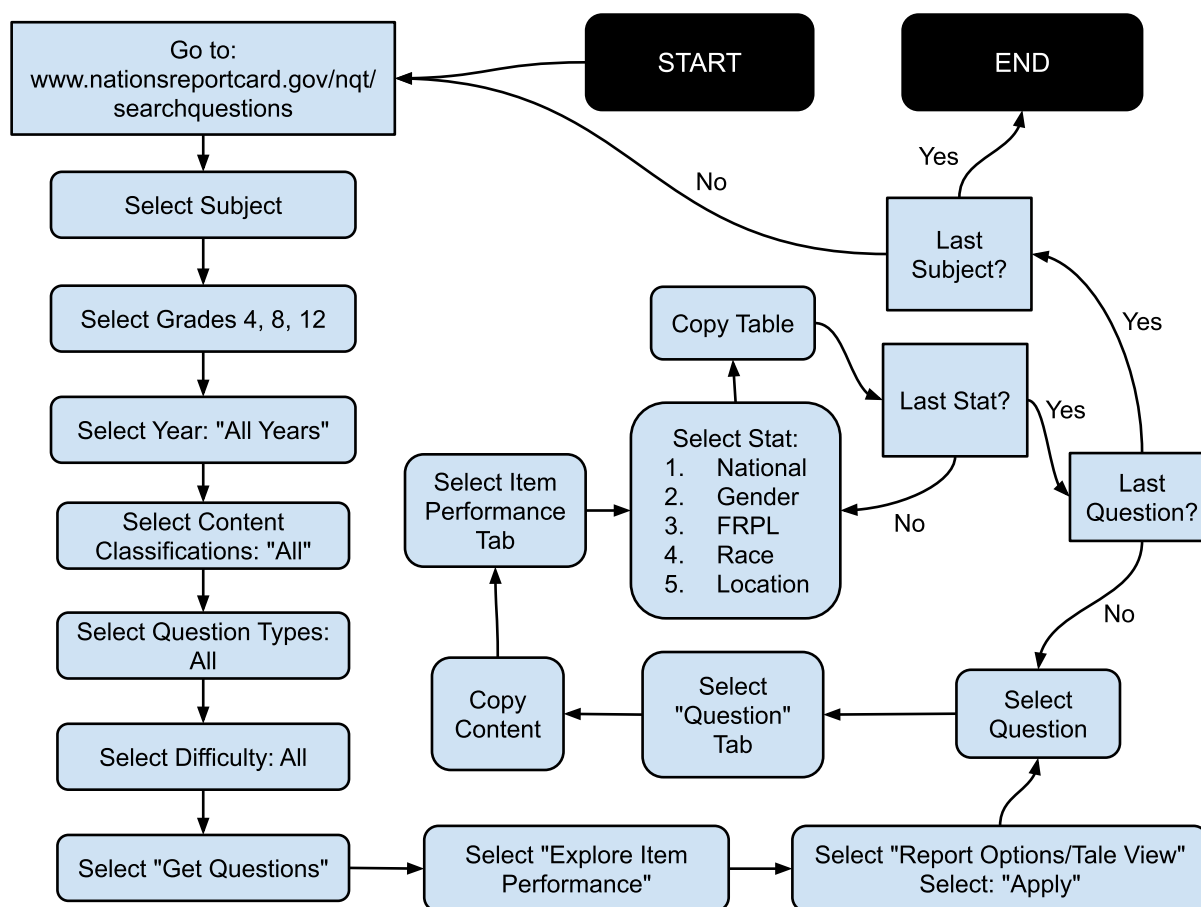 START
END
Go to:
www.nationsreportcard.gov/nqt/
searchquestions
Select Subject
Select Grades 4, 8, 12
Select Year: "All Years"
Select Content
Classifications: "All"
Select Question Types:
All
Select Difficulty: All
Select "Get Questions"
Select "Explore Item
Performance"
Select "Report Options/Tale View"
Select: "Apply"
Select
Question
Select
"Question"
Tab
Copy
Content
Select Item
Performance
Tab
Select Stat:
1. National
2. Gender
3. FRPL
4. Race
5. Location
Copy Table
Last Stat?
No
Yes
Last
Question?
No
Yes
Last
Subject?
No
Yes